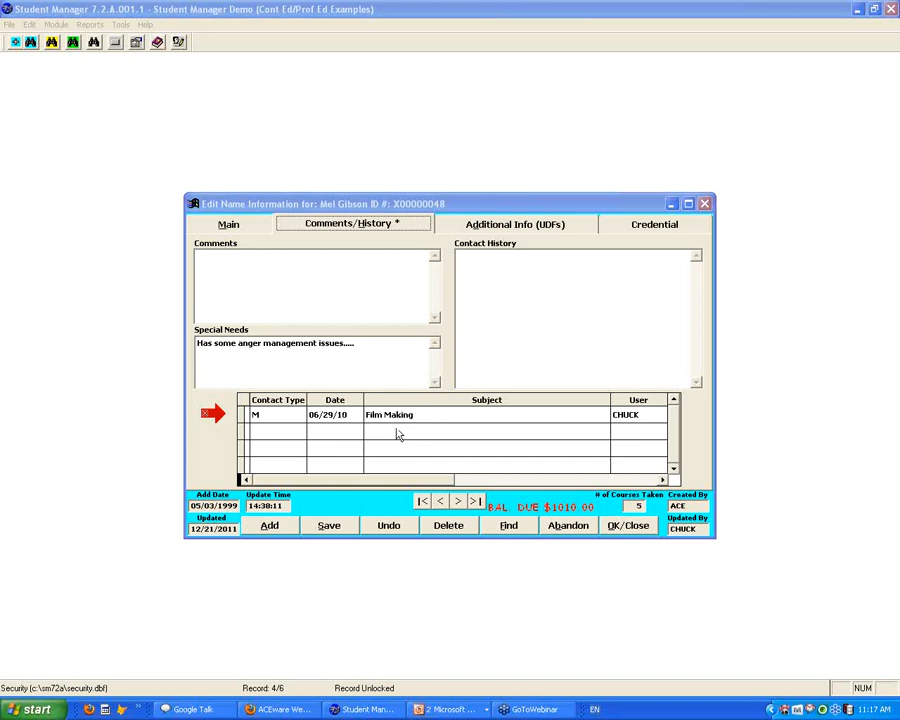 Student Manager 7.2.A.001.1 - Student Manager Demo (Cont Ed/Prof Ed Examples)
File Edit Module Reports Tools Help
Edit Name Information for: Mel Gibson ID #: X00000048
Main Comments/History * Additional Info (UDFs) Credential
Comments Contact History
Special Needs
Has some anger management issues.....
Contact Type Date Subject User
M 06/29/10 Film Making CHUCK
Add Date Update Time # of Courses Taken Created By
05/03/1999 14:38:11 |< < > >| BAL DUE $1010.00 5 ACE
Updated Updated By
12/21/2011 Add Save Undo Delete Find Abandon OK/Close CHUCK
Security (c:\sm72a\security.dbf) Record: 4/6 Record Unlocked NUM
start Google Talk ACEware We... Student Man... 2 Microsoft ... GoToWebinar EN 11:17 AM